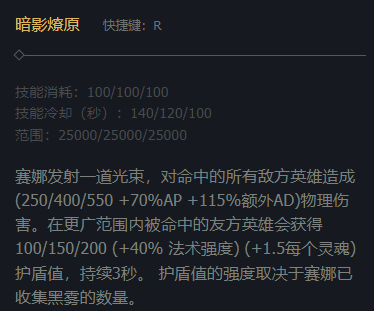 暗影燎原 快捷键：R
技能消耗：100/100/100
技能冷却（秒）：140/120/100
范围：25000/25000/25000
赛娜发射一道光束，对命中的所有敌方英雄造成
(250/400/550 +70%AP +115%额外AD)物理伤
害。在更广范围内被命中的友方英雄会获得
100/150/200 (+40% 法术强度) (+1.5每个灵魂)
护盾值，持续3秒。 护盾值的强度取决于赛娜已
收集黑雾的数量。